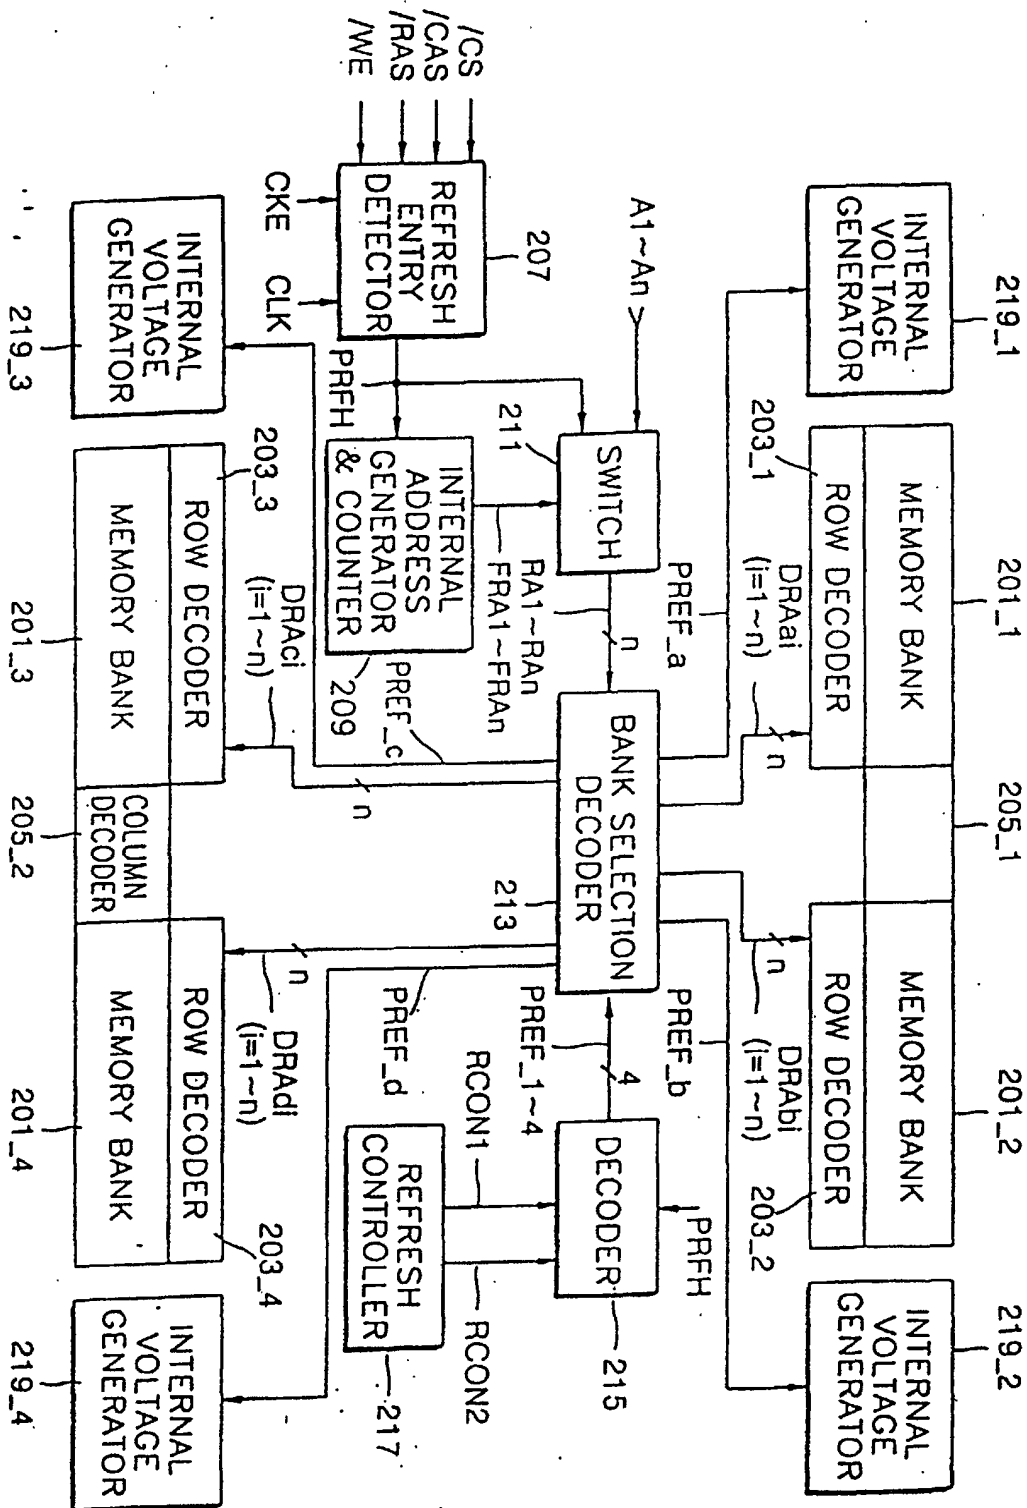 219_1
201_1
205_1
201_2
219_2
INTERNAL
VOLTAGE
GENERATOR
MEMORY BANK
ROW DECODER
MEMORY BANK
ROW DECODER
INTERNAL
VOLTAGE
GENERATOR
203_1
203_2
DRAai
(i=1~n)
n
n
DRAbi
(i=1~n)
PREF_a
PREF_b
PRFH
A1~An
SWITCH
211
RA1~RAn
FRA1~FRAn
n
BANK SELECTION
DECODER
213
PREF_1~4
4
DECODER
215
/CS
/CAS
/RAS
/WE
REFRESH
ENTRY
DETECTOR
207
CKE
CLK
PRFH
INTERNAL
ADDRESS
GENERATOR
& COUNTER
209
PREF_c
PREF_d
RCON1
RCON2
REFRESH
CONTROLLER
217
DRAci
(i=1~n)
n
n
DRAdi
(i=1~n)
203_3
203_4
INTERNAL
VOLTAGE
GENERATOR
ROW DECODER
MEMORY BANK
COLUMN
DECODER
ROW DECODER
MEMORY BANK
INTERNAL
VOLTAGE
GENERATOR
219_3
201_3
205_2
201_4
219_4